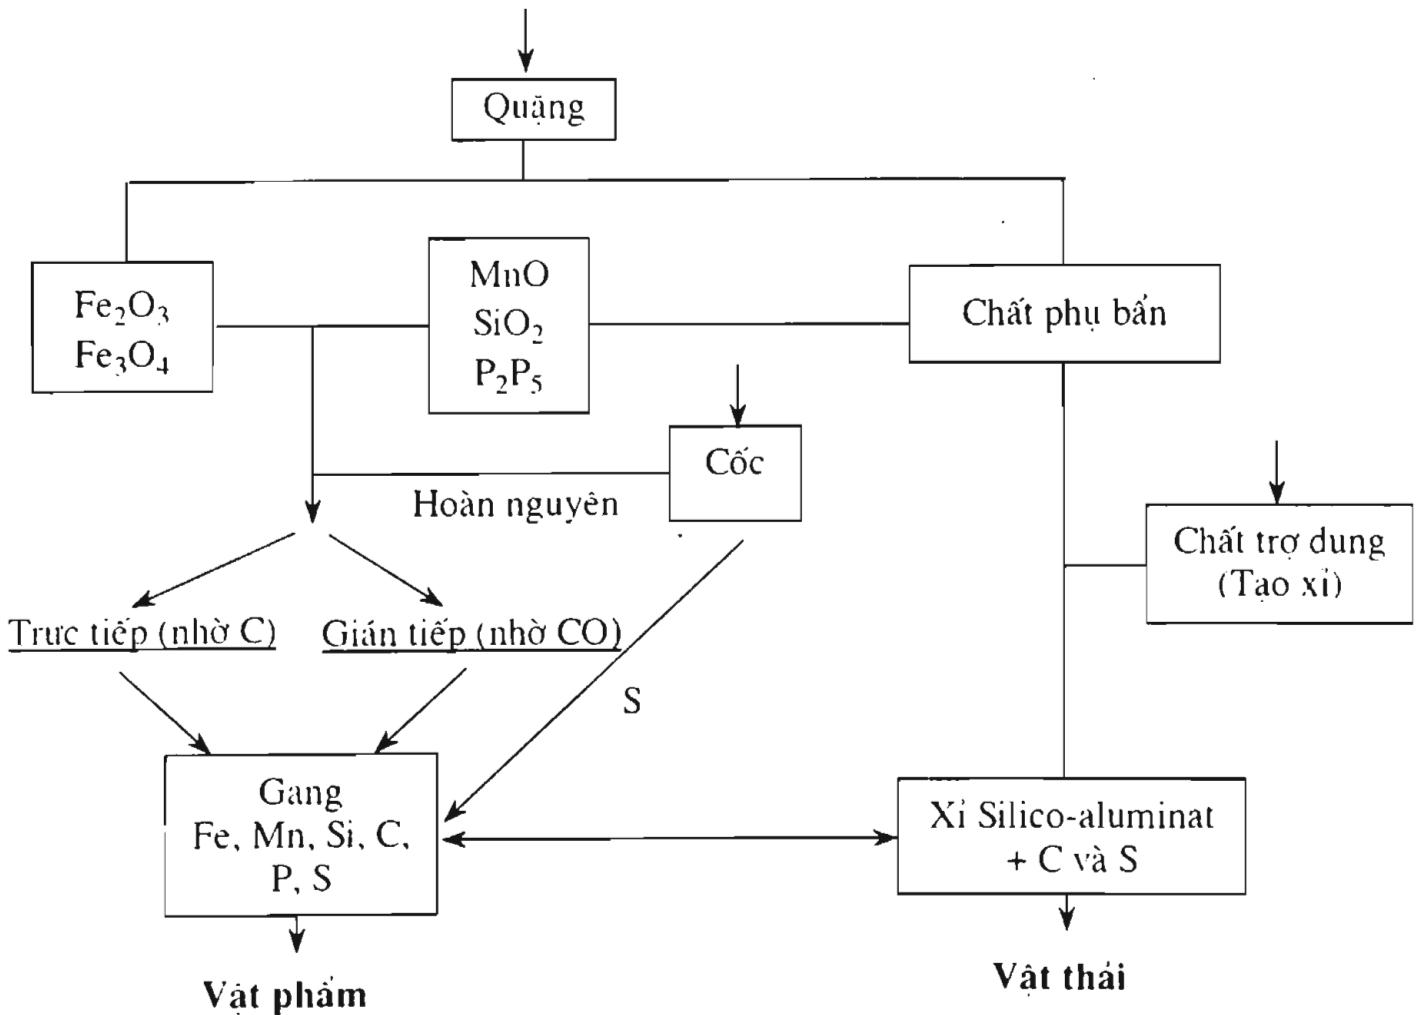 Quặng
Fe₂O₃
Fe₃O₄
MnO
SiO₂
P₂P₅
Chất phụ bẩn
Cốc
Hoàn nguyên
Chất trợ dung
(Tạo xỉ)
Trực tiếp (nhờ C)
Gián tiếp (nhờ CO)
S
Gang
Fe, Mn, Si, C,
P, S
Xỉ Silico-aluminat
+ C và S
Vật phẩm
Vật thải